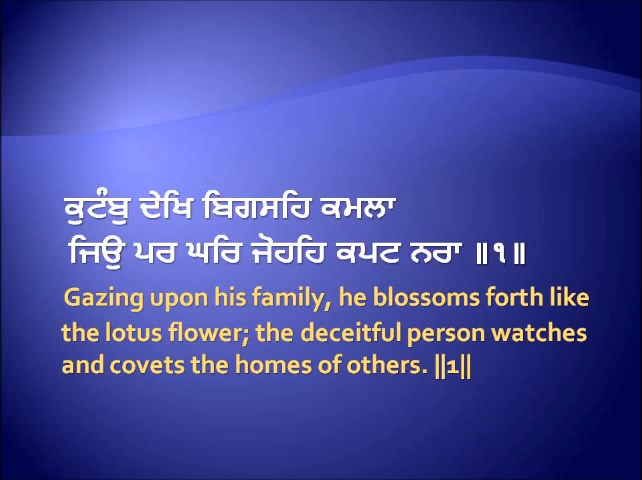 ਕੁਟੰਬੁ ਦੇਖਿ ਬਿਗਸਹਿ ਕਮਲਾ
ਜਿਉ ਪਰ ਘਰਿ ਜੋਹਹਿ ਕਪਟ ਨਰਾ ॥੧॥
Gazing upon his family, he blossoms forth like
the lotus flower; the deceitful person watches
and covets the homes of others. ||1||